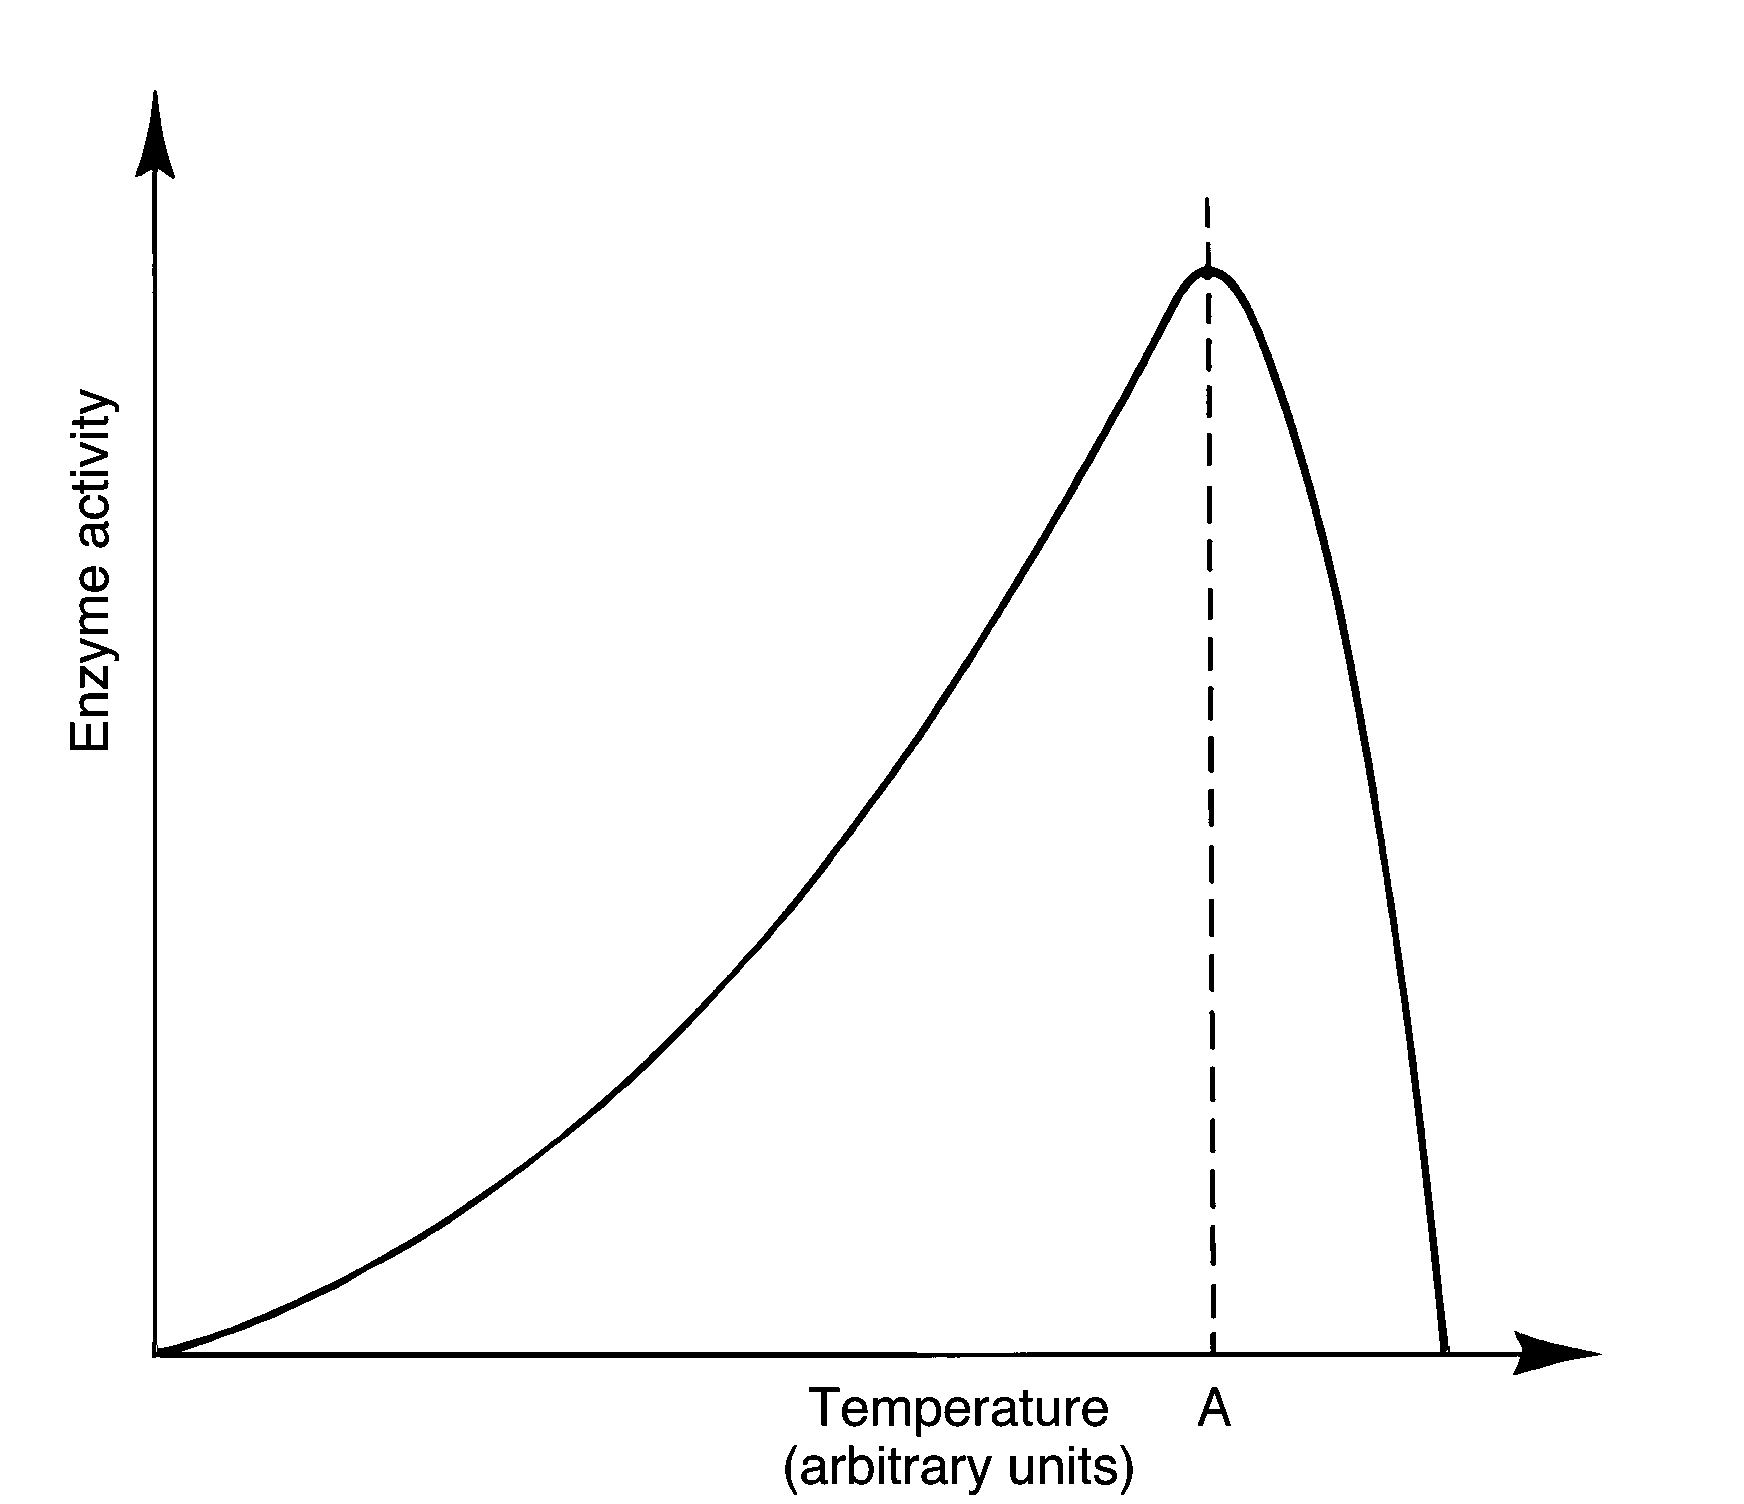 Enzyme activity
Temperature
A
(arbitrary units)